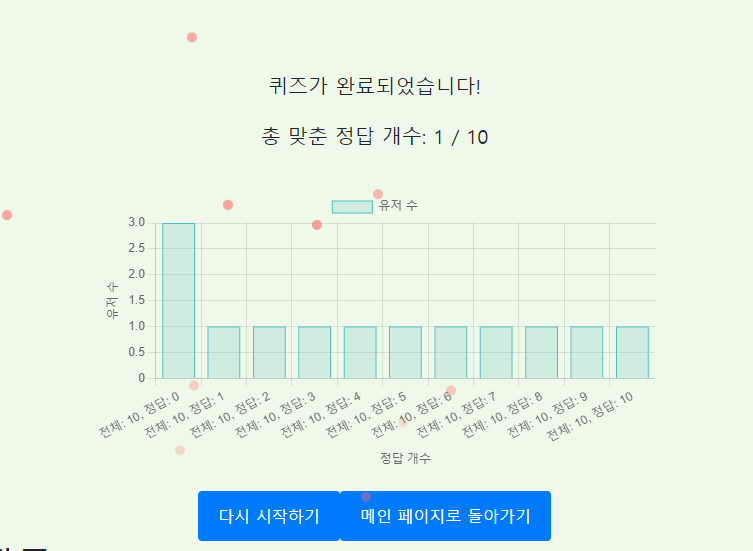 퀴즈가 완료되었습니다!
총 맞춘 정답 개수: 1 / 10
유저 수
3.0
2.5
2.0
1.5
1.0
0.5
0
유저 수
전체: 10, 정답: 0
전체: 10, 정답: 1
전체: 10, 정답: 2
전체: 10, 정답: 3
전체: 10, 정답: 4
전체: 10, 정답: 5
전체: 10, 정답: 6
전체: 10, 정답: 7
전체: 10, 정답: 8
전체: 10, 정답: 9
전체: 10, 정답: 10
정답 개수
다시 시작하기
메인 페이지로 돌아가기